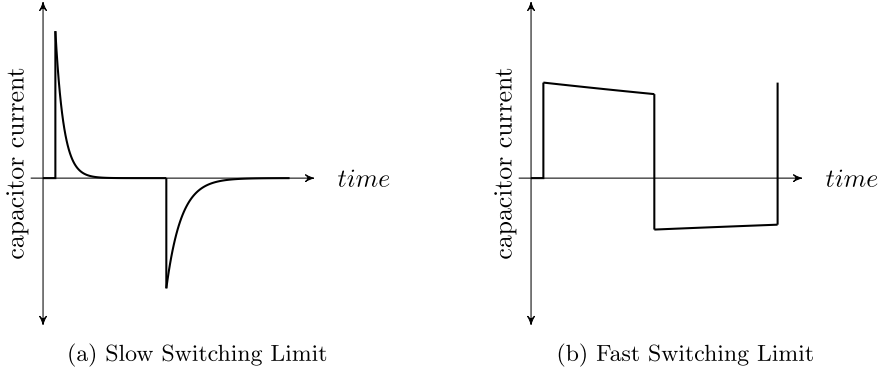 capacitor current
time
(a) Slow Switching Limit
capacitor current
time
(b) Fast Switching Limit